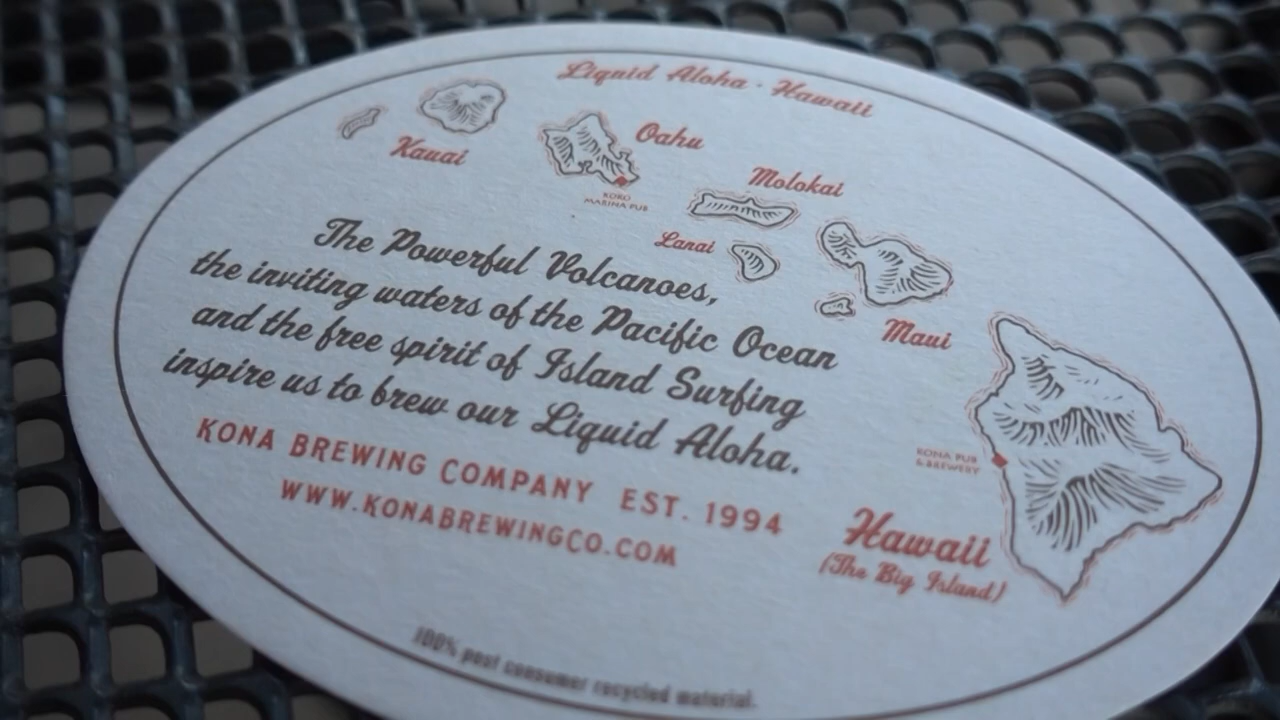 Liquid Aloha · Hawaii
Kauai
Oahu
KOKO
MARINA PUB
Molokai
Lanai
Maui
The Powerful Volcanoes,
the inviting waters of the Pacific Ocean
and the free spirit of Island Surfing
inspire us to brew our Liquid Aloha.
KONA BREWING COMPANY EST. 1994
WWW.KONABREWINGCO.COM
KONA PUB
& BREWERY
Hawaii
(The Big Island)
100% post consumer recycled material.